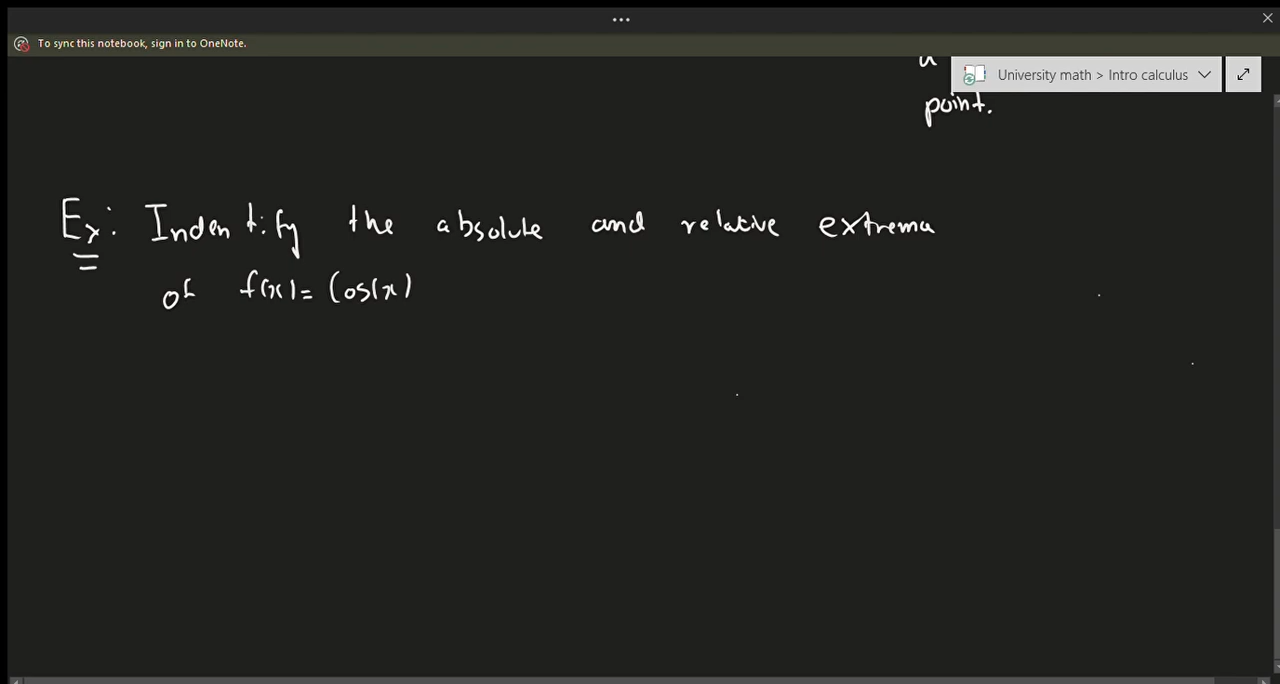 To sync this notebook, sign in to OneNote.
University math > Intro calculus
point.
Ex: Indentify the absolute and relative extrema
of f(x) = Cos(x)